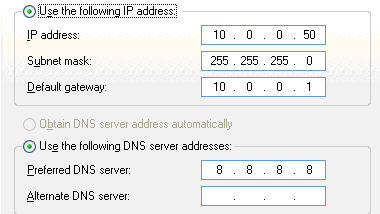 Use the following IP address:
IP address: 10 . 0 . 0 . 50
Subnet mask: 255 . 255 . 255 . 0
Default gateway: 10 . 0 . 0 . 1
Obtain DNS server address automatically
Use the following DNS server addresses:
Preferred DNS server: 8 . 8 . 8 . 8
Alternate DNS server: . . .